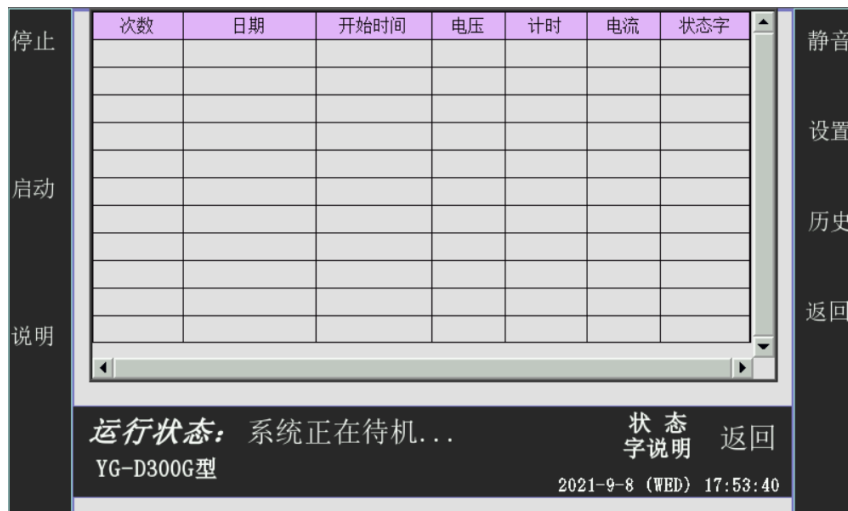 停止
启动
说明
次数 日期 开始时间 电压 计时 电流 状态字
运行状态： 系统正在待机...
YG-D300G型
状 态
字说明
返回
2021-9-8 (WED) 17:53:40
静音
设置
历史
返回